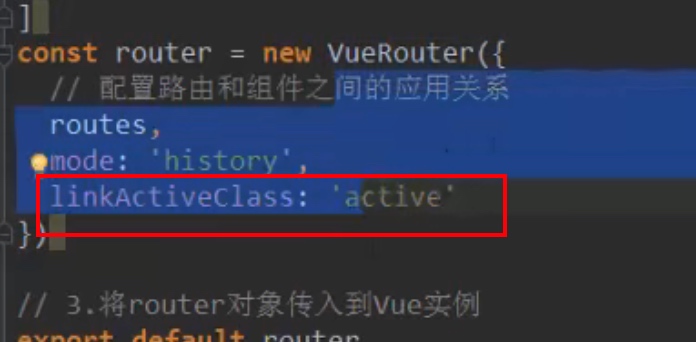 ]
const router = new VueRouter({
// 配置路由和组件之间的应用关系
routes,
mode: 'history',
linkActiveClass: 'active'
})
// 3.将router对象传入到Vue实例
export default router